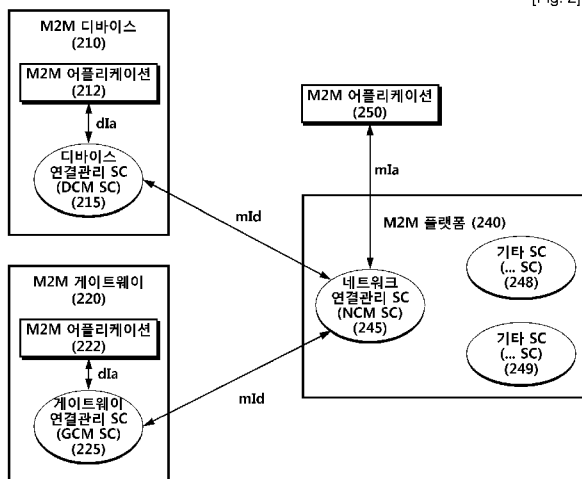 [Fig. 2]
M2M 디바이스
(210)
M2M 어플리케이션
(212)
dIa
디바이스
연결관리 SC
(DCM SC)
(215)
M2M 어플리케이션
(250)
mIa
mId
M2M 플랫폼 (240)
네트워크
연결관리 SC
(NCM SC)
(245)
기타 SC
(... SC)
(248)
기타 SC
(... SC)
(249)
M2M 게이트웨이
(220)
M2M 어플리케이션
(222)
dIa
게이트웨이
연결관리 SC
(GCM SC)
(225)
mId